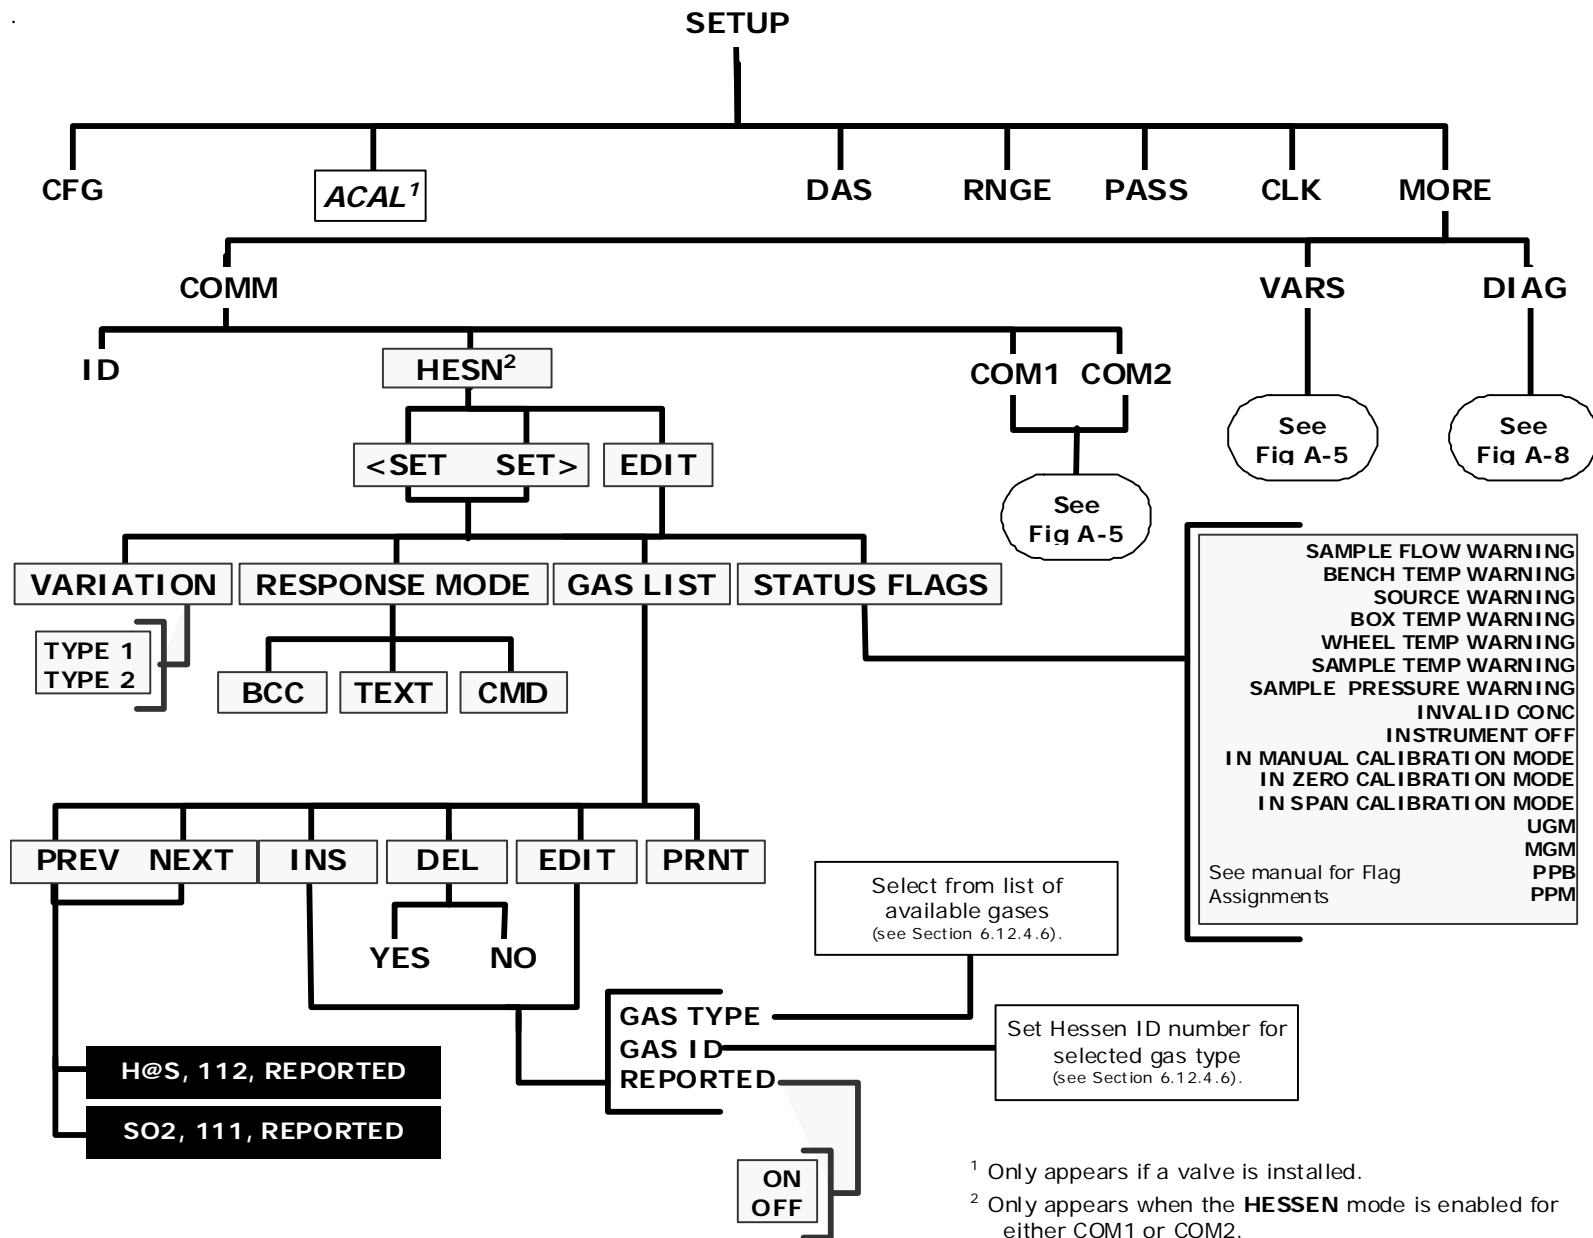 .
SETUP
CFG
ACAL¹
DAS
RNGE
PASS
CLK
MORE
COMM
VARS
DIAG
ID
HESN²
COM1
COM2
See
Fig A-5
See
Fig A-8
<SET
SET>
EDIT
See
Fig A-5
VARIATION
RESPONSE MODE
GAS LIST
STATUS FLAGS
TYPE 1
TYPE 2
BCC
TEXT
CMD
SAMPLE FLOW WARNING
BENCH TEMP WARNING
SOURCE WARNING
BOX TEMP WARNING
WHEEL TEMP WARNING
SAMPLE TEMP WARNING
SAMPLE PRESSURE WARNING
INVALID CONC
INSTRUMENT OFF
IN MANUAL CALIBRATION MODE
IN ZERO CALIBRATION MODE
IN SPAN CALIBRATION MODE
UGM
MGM
PPB
PPM
See manual for Flag
Assignments
PREV
NEXT
INS
DEL
EDIT
PRNT
YES
NO
Select from list of
available gases
(see Section 6.12.4.6).
GAS TYPE
GAS ID
REPORTED
Set Hessen ID number for
selected gas type
(see Section 6.12.4.6).
H@S, 112, REPORTED
SO2, 111, REPORTED
ON
OFF
¹ Only appears if a valve is installed.
² Only appears when the HESSEN mode is enabled for
either COM1 or COM2.